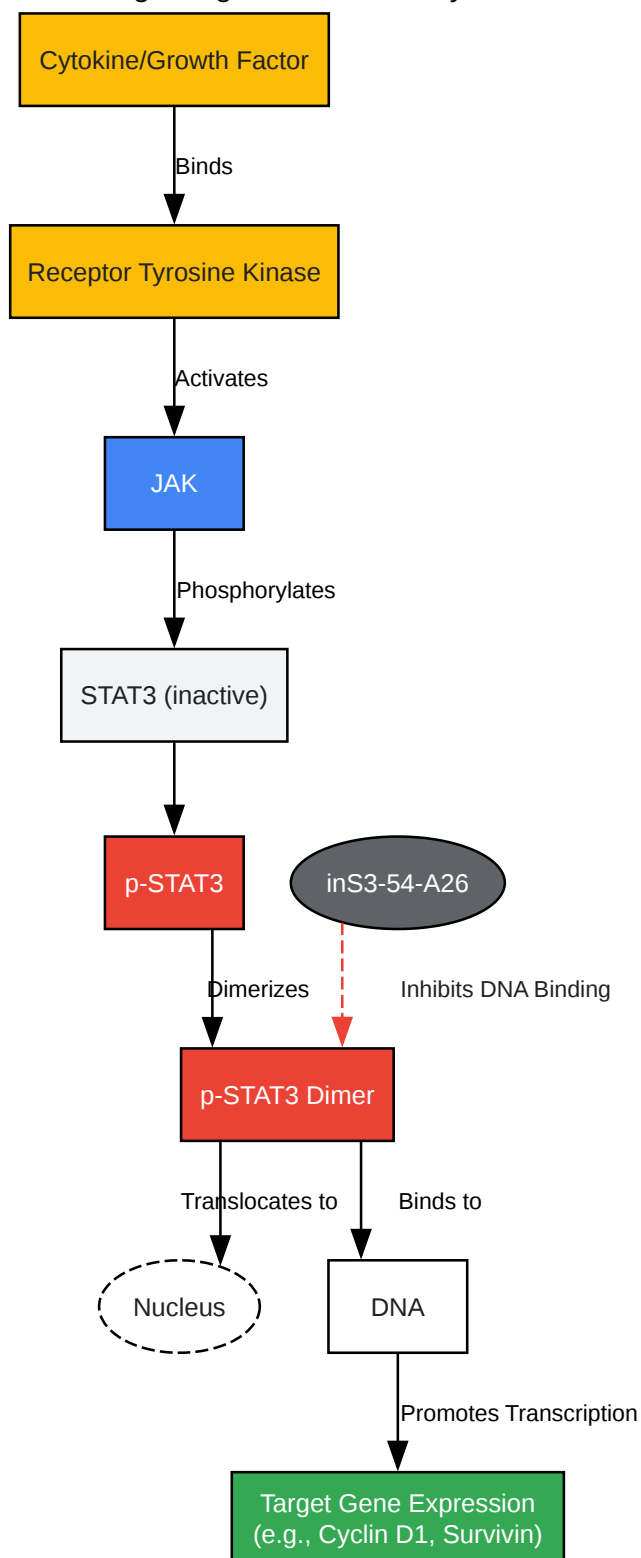 Cytokine/Growth Factor
Binds
Receptor Tyrosine Kinase
Activates
JAK
Phosphorylates
STAT3 (inactive)
p-STAT3
inS3-54-A26
Dimerizes
Inhibits DNA Binding
p-STAT3 Dimer
Translocates to
Binds to
Nucleus
DNA
Promotes Transcription
Target Gene Expression
(e.g., Cyclin D1, Survivin)